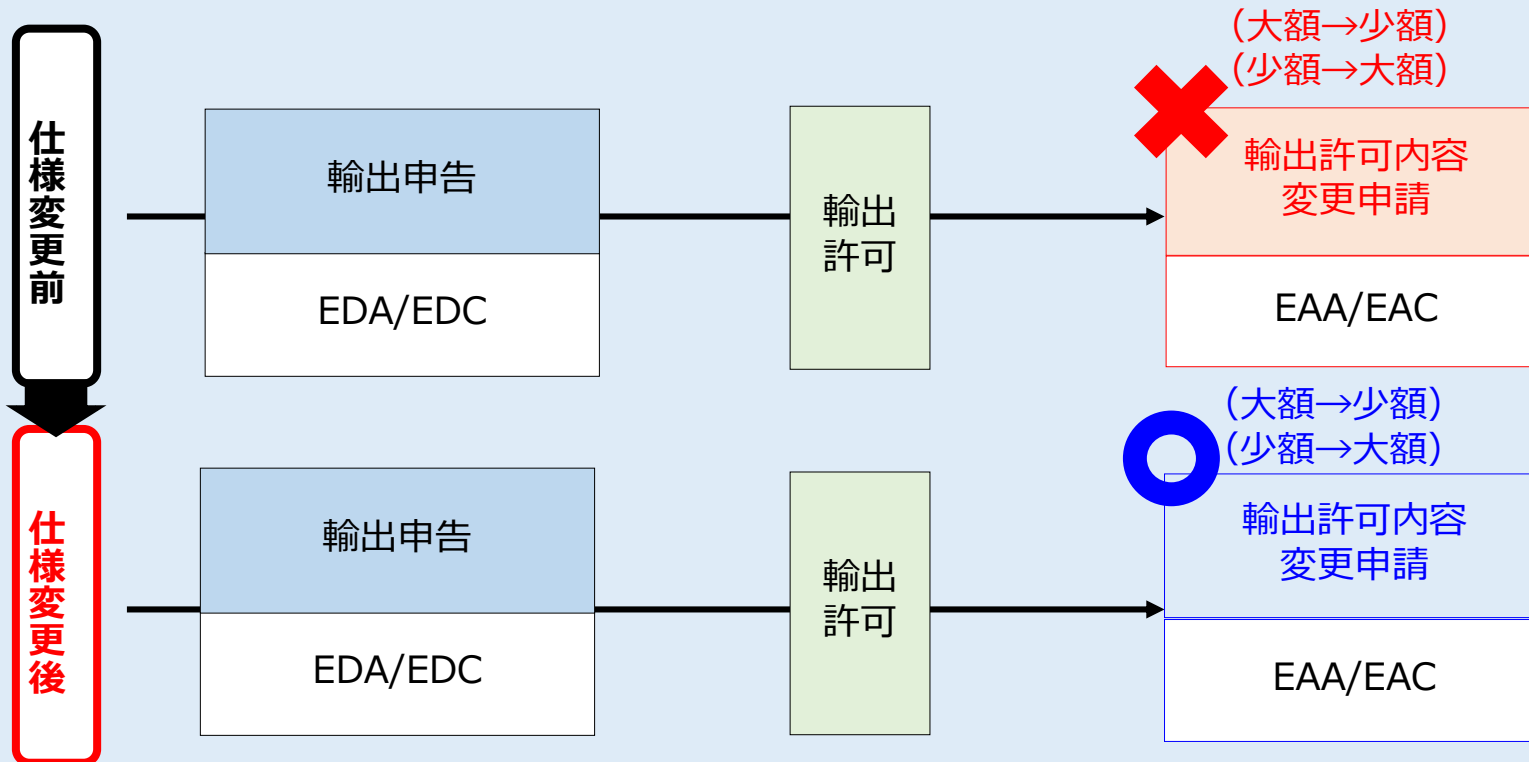 仕様変更前
輸出申告
EDA/EDC
輸出
許可
（大額→少額）
（少額→大額）
輸出許可内容
変更申請
EAA/EAC
仕様変更後
輸出申告
EDA/EDC
輸出
許可
（大額→少額）
（少額→大額）
輸出許可内容
変更申請
EAA/EAC